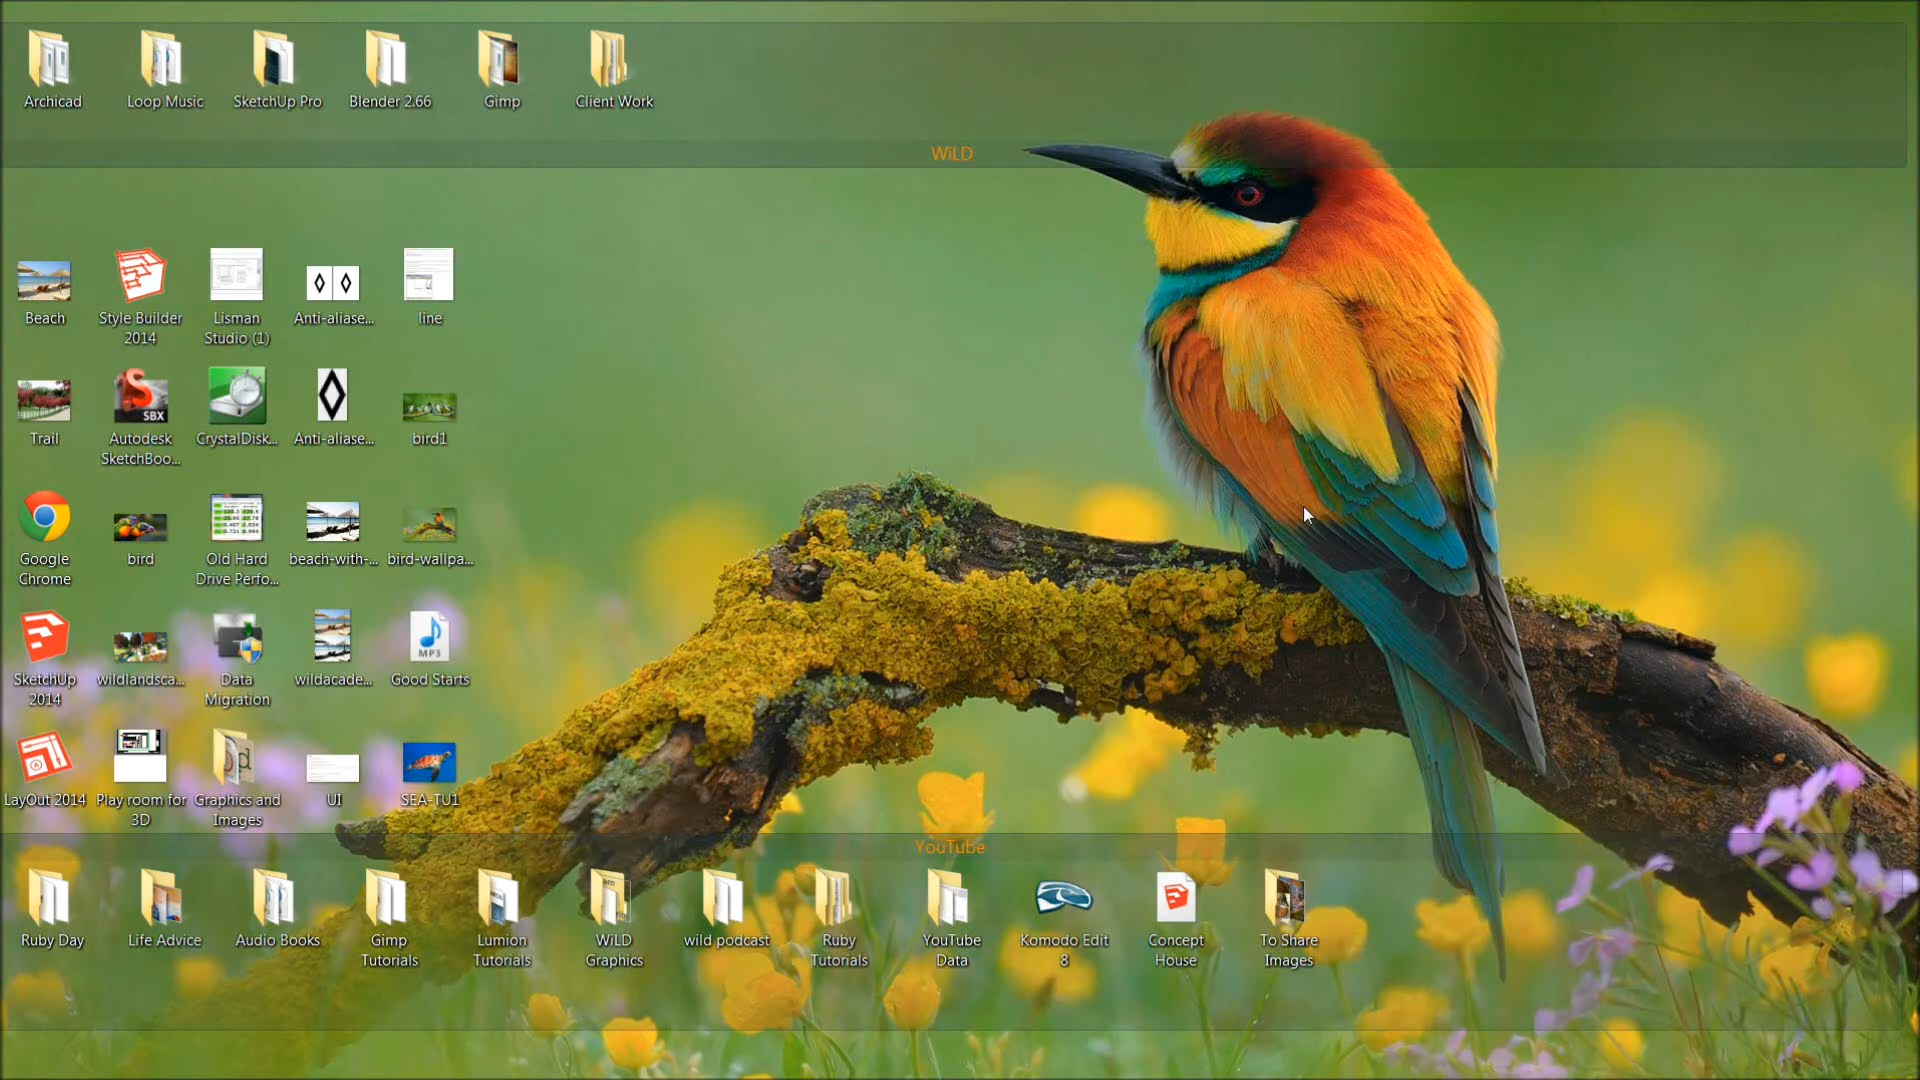 Archicad
Loop Music
SketchUp Pro
Blender 2.66
Gimp
Client Work
WiLD
Beach
Style Builder
2014
Lisman
Studio (1)
Anti-aliase...
line
Trail
Autodesk
SketchBoo...
SBX
CrystalDisk...
Anti-aliase...
bird1
Google
Chrome
bird
Old Hard
Drive Perfo...
beach-with-...
bird-wallpa...
SketchUp
2014
wildlandsca...
Data
Migration
wildacade...
MP3
Good Starts
LayOut 2014
Play room for
3D
Graphics and
Images
UI
SEA-TU1
YouTube
Ruby Day
Life Advice
Audio Books
Gimp
Tutorials
Lumion
Tutorials
WiLD
Graphics
wild podcast
Ruby
Tutorials
YouTube
Data
Komodo Edit
8
Concept
House
To Share
Images